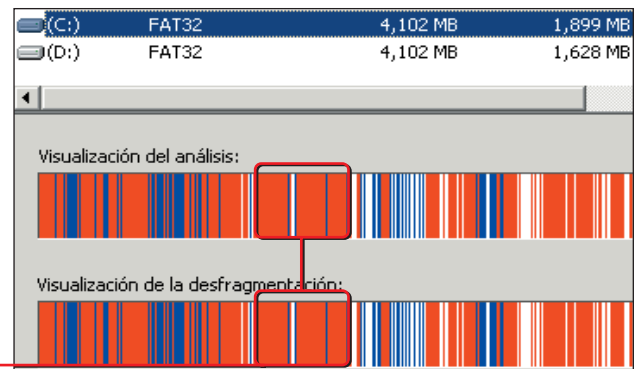 (C:) FAT32 4,102 MB 1,899 MB
(D:) FAT32 4,102 MB 1,628 MB
Visualización del análisis:
Visualización de la desfragmentación: